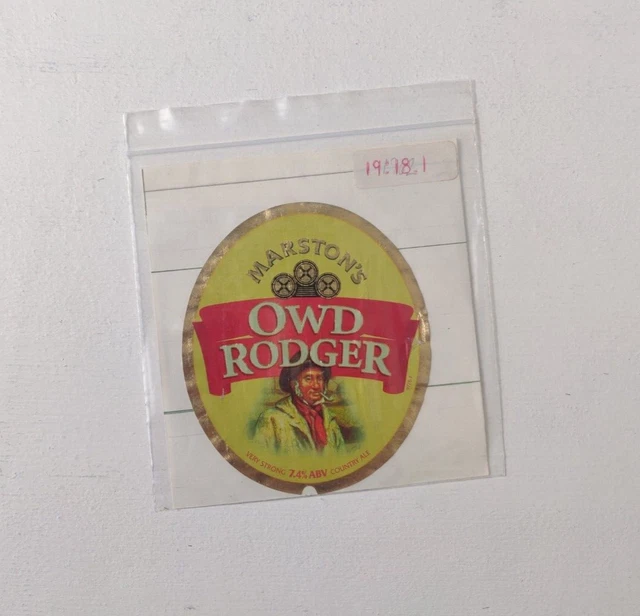 MARSTON'S
OWD
RODGER
VERY STRONG 7.4% ABV COUNTRY ALE